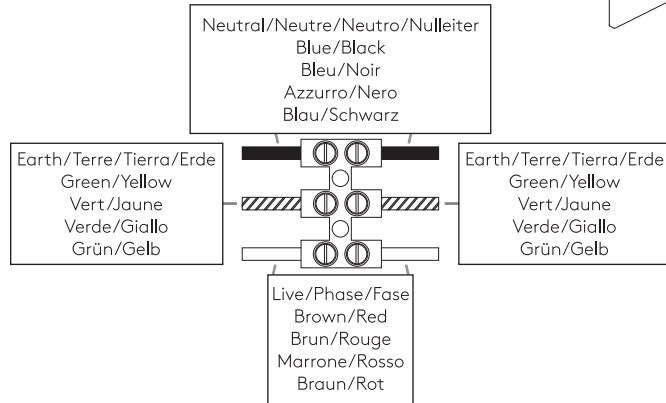 Neutral/Neutre/Neutro/Nulleiter
Blue/Black
Bleu/Noir
Azzurro/Nero
Blau/Schwarz
Earth/Terre/Tierra/Erde
Green/Yellow
Vert/Jaune
Verde/Giallo
Grün/Gelb
Earth/Terre/Tierra/Erde
Green/Yellow
Vert/Jaune
Verde/Giallo
Grün/Gelb
Live/Phase/Fase
Brown/Red
Brun/Rouge
Marrone/Rosso
Braun/Rot